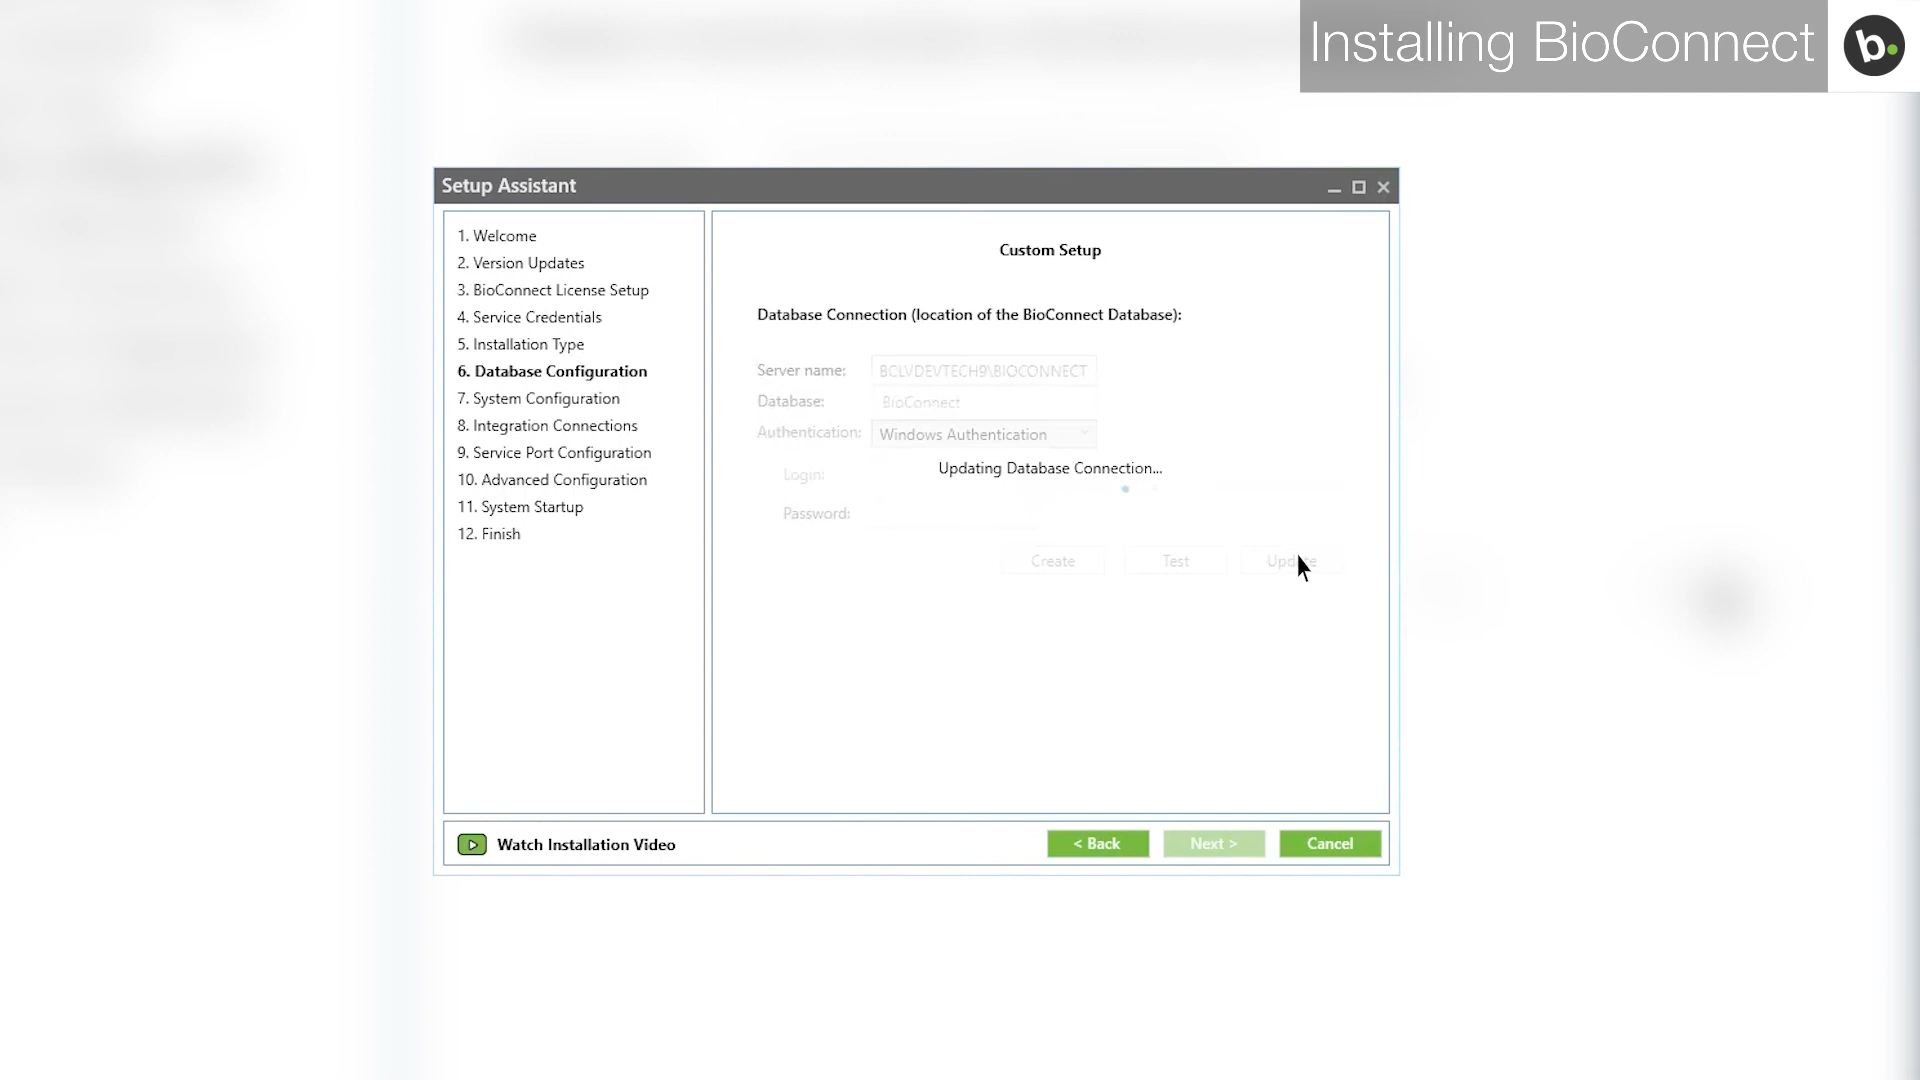 Installing BioConnect
b.
Setup Assistant
1. Welcome
2. Version Updates
3. BioConnect License Setup
4. Service Credentials
5. Installation Type
6. Database Configuration
7. System Configuration
8. Integration Connections
9. Service Port Configuration
10. Advanced Configuration
11. System Startup
12. Finish
Custom Setup
Database Connection (location of the BioConnect Database):
Server name: BCLVDEVTECH9\BIOCONNECT
Database: BioConnect
Authentication: Windows Authentication
Updating Database Connection...
Login:
Password:
Create Test Update
Watch Installation Video
< Back Next > Cancel